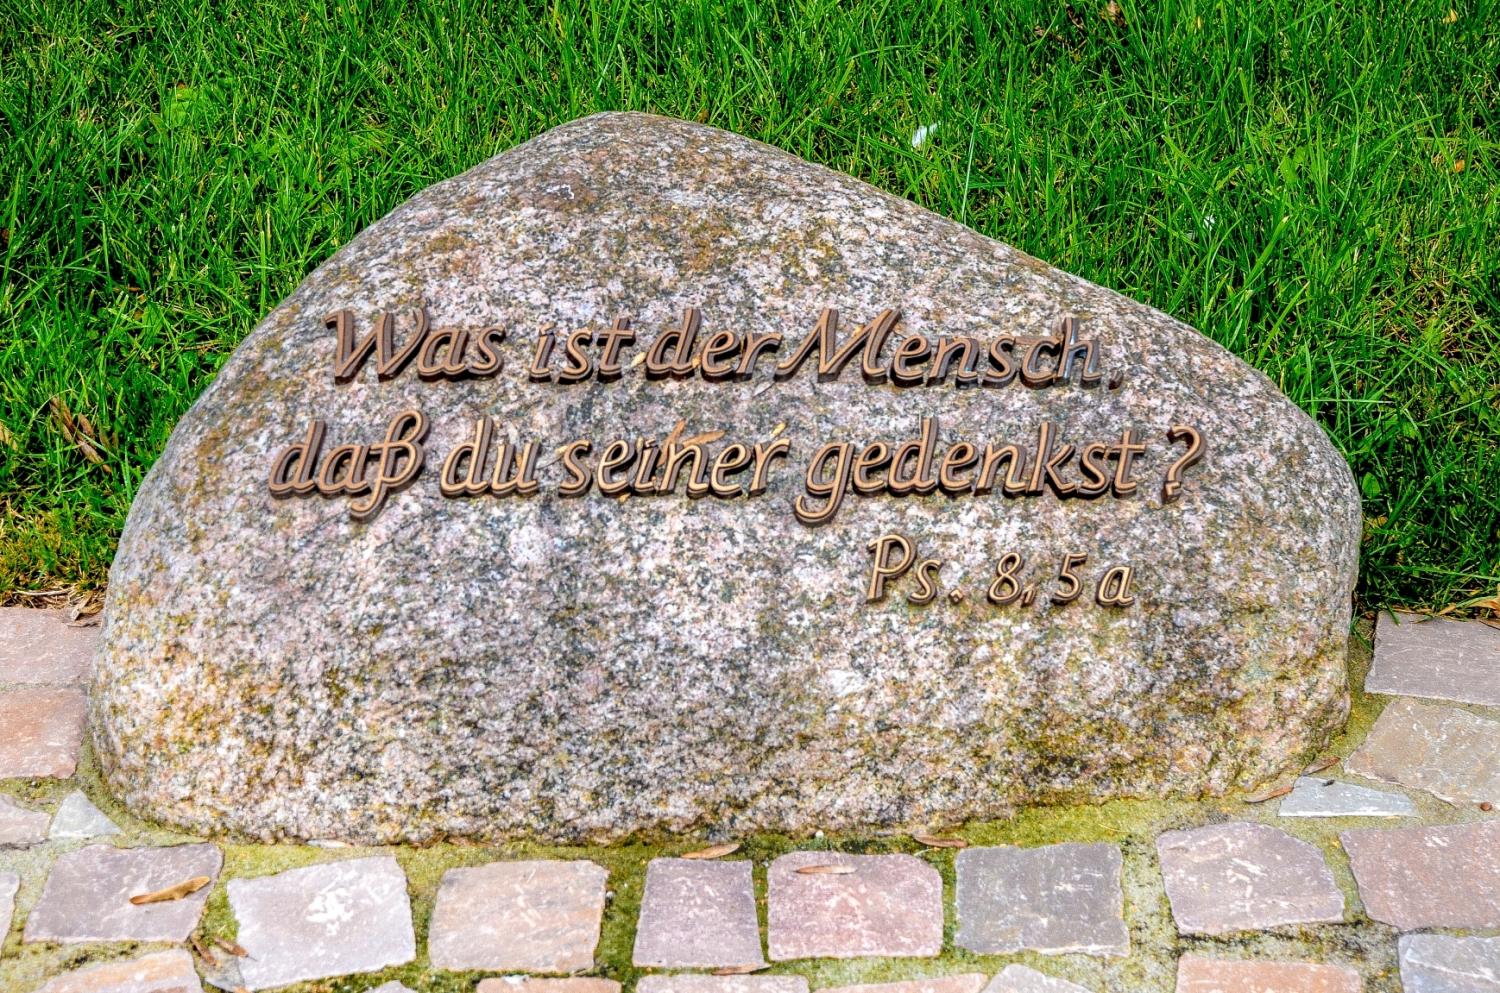 Was ist der Mensch,
daß du seiner gedenkst?
Ps. 8,5a